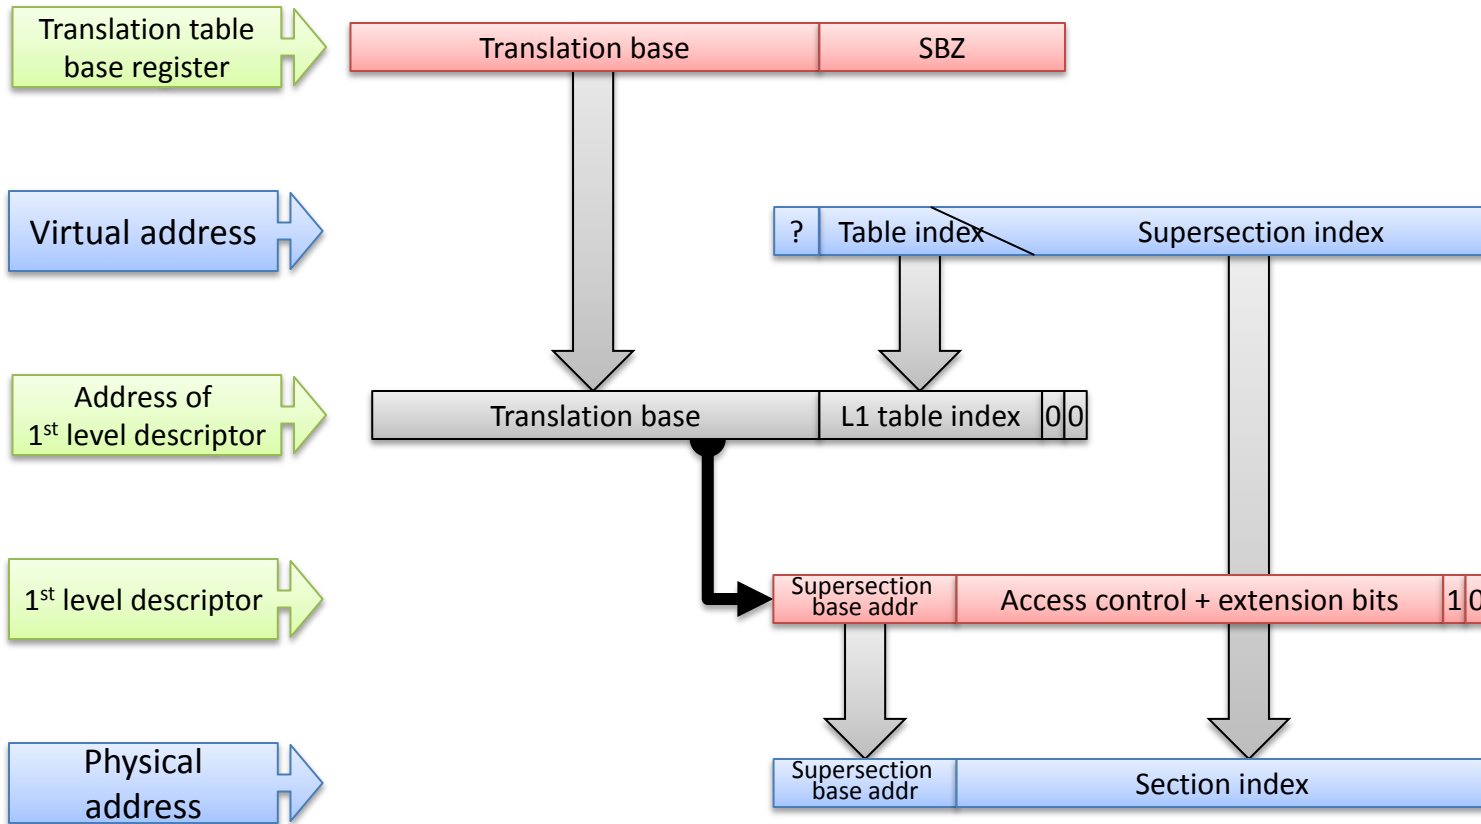 Translation table
base register
Translation base
SBZ
Virtual address
?
Table index
Supersection index
Address of
1st level descriptor
Translation base
L1 table index
0
0
1st level descriptor
Supersection
base addr
Access control + extension bits
1
0
Physical
address
Supersection
base addr
Section index